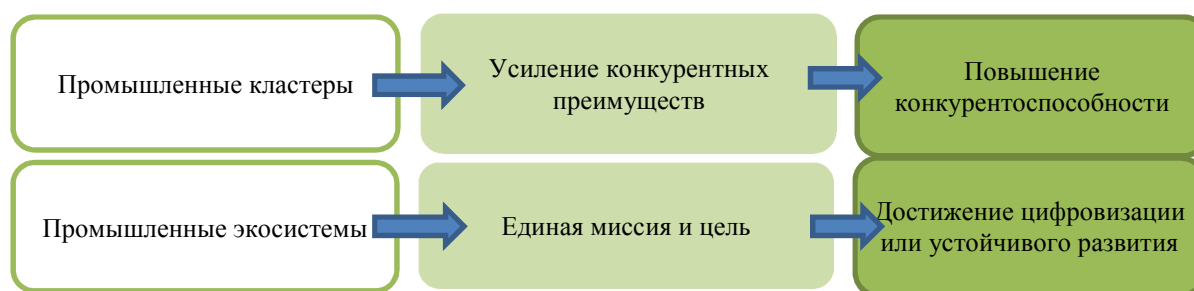 Промышленные кластеры
Усиление конкурентных
преимуществ
Повышение
конкурентоспособности
Промышленные экосистемы
Единая миссия и цель
Достижение цифровизации
или устойчивого развития